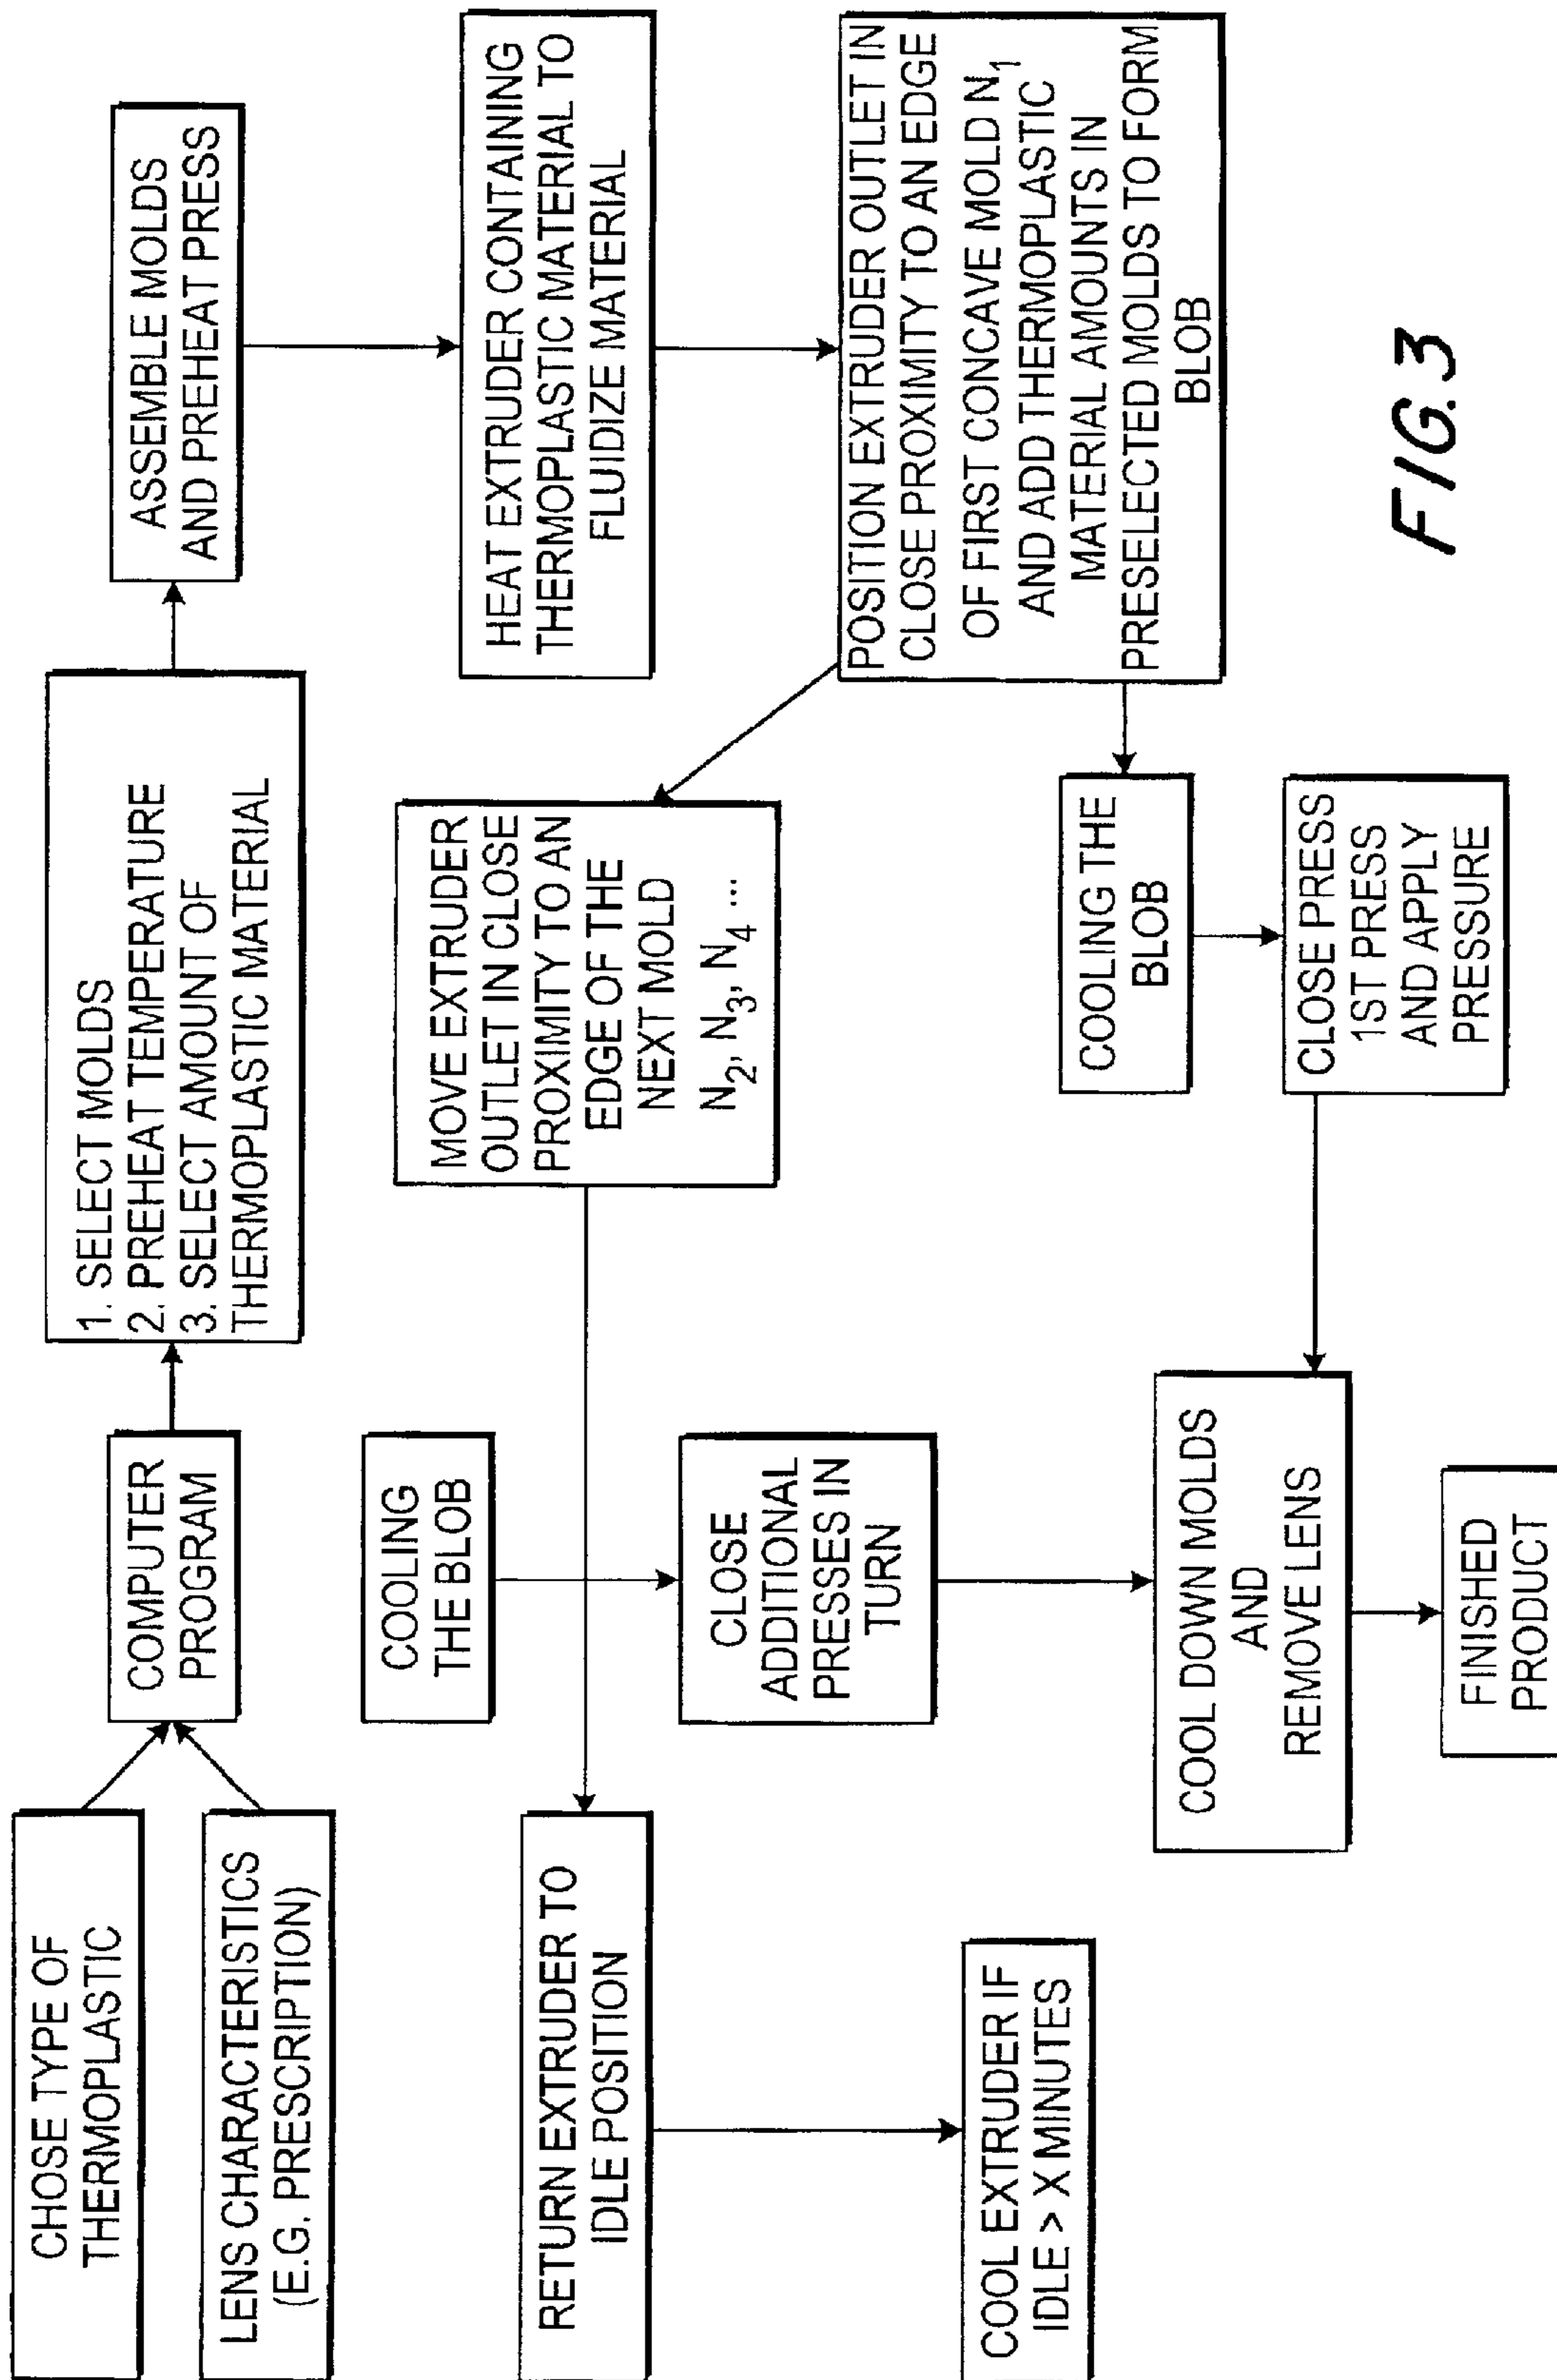 CHOSE TYPE OF
THERMOPLASTIC
LENS CHARACTERISTICS
(E.G. PRESCRIPTION)
COMPUTER
PROGRAM
1. SELECT MOLDS
2. PREHEAT TEMPERATURE
3. SELECT AMOUNT OF
THERMOPLASTIC MATERIAL
ASSEMBLE MOLDS
AND PREHEAT PRESS
HEAT EXTRUDER CONTAINING
THERMOPLASTIC MATERIAL TO
FLUIDIZE MATERIAL
POSITION EXTRUDER OUTLET IN
CLOSE PROXIMITY TO AN EDGE
OF FIRST CONCAVE MOLD N₁
AND ADD THERMOPLASTIC
MATERIAL AMOUNTS IN
PRESELECTED MOLDS TO FORM
BLOB
MOVE EXTRUDER
OUTLET IN CLOSE
PROXIMITY TO AN
EDGE OF THE
NEXT MOLD
N₂, N₃, N₄ ...
COOLING THE
BLOB
CLOSE PRESS
1ST PRESS
AND APPLY
PRESSURE
COOLING
THE BLOB
CLOSE
ADDITIONAL
PRESSES IN
TURN
RETURN EXTRUDER TO
IDLE POSITION
COOL EXTRUDER IF
IDLE > X MINUTES
COOL DOWN MOLDS
AND
REMOVE LENS
FINISHED
PRODUCT
FIG.3